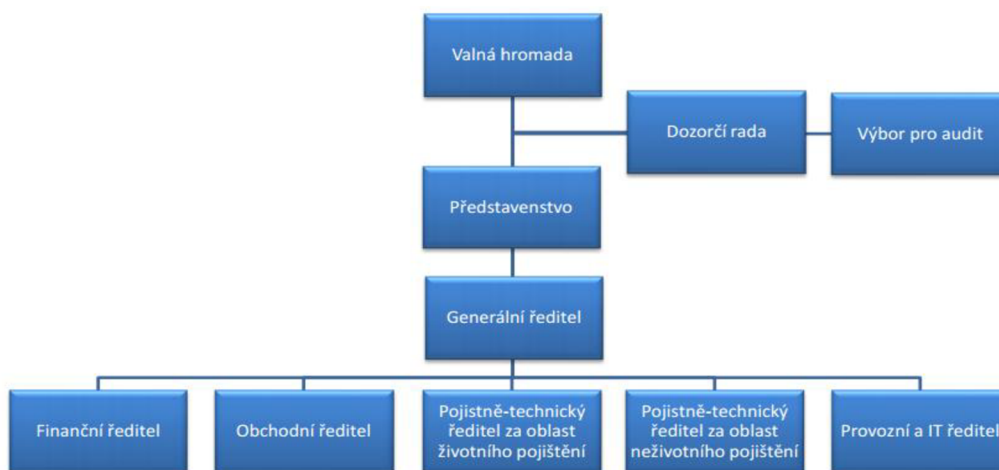 Valná hromada
Dozorčí rada
Výbor pro audit
Představenstvo
Generální ředitel
Finanční ředitel
Obchodní ředitel
Pojistně-technický
ředitel za oblast
životního pojištění
Pojistně-technický
ředitel za oblast
neživotního pojištění
Provozní a IT ředitel